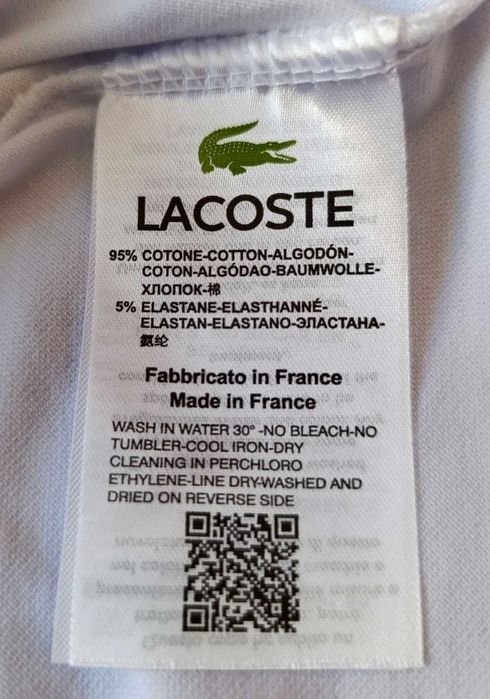 LACOSTE
95% COTONE-COTTON-ALGODÓN-
COTON-ALGÓDAO-BAUMWOLLE-
ХЛОПОК-棉
5% ELASTANE-ELASTHANNÉ-
ELASTAN-ELASTANO-ЭЛАСТАНА-
氨纶
Fabbricato in France
Made in France
WASH IN WATER 30° -NO BLEACH-NO
TUMBLER-COOL IRON-DRY
CLEANING IN PERCHLORO
ETHYLENE-LINE DRY-WASHED AND
DRIED ON REVERSE SIDE